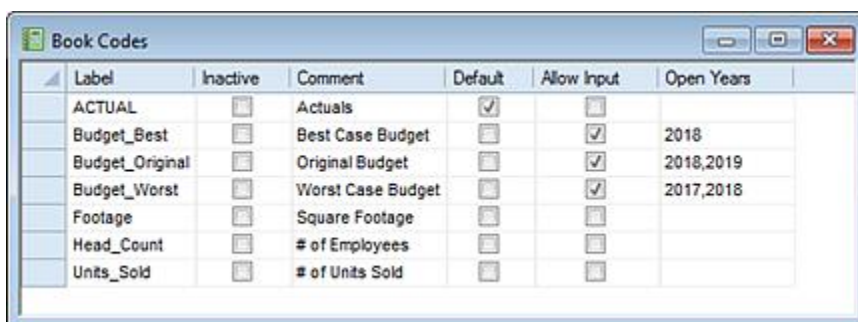 Book Codes
Label Inactive Comment Default Allow Input Open Years
ACTUAL Actuals
Budget_Best Best Case Budget 2018
Budget_Original Original Budget 2018,2019
Budget_Worst Worst Case Budget 2017,2018
Footage Square Footage
Head_Count # of Employees
Units_Sold # of Units Sold